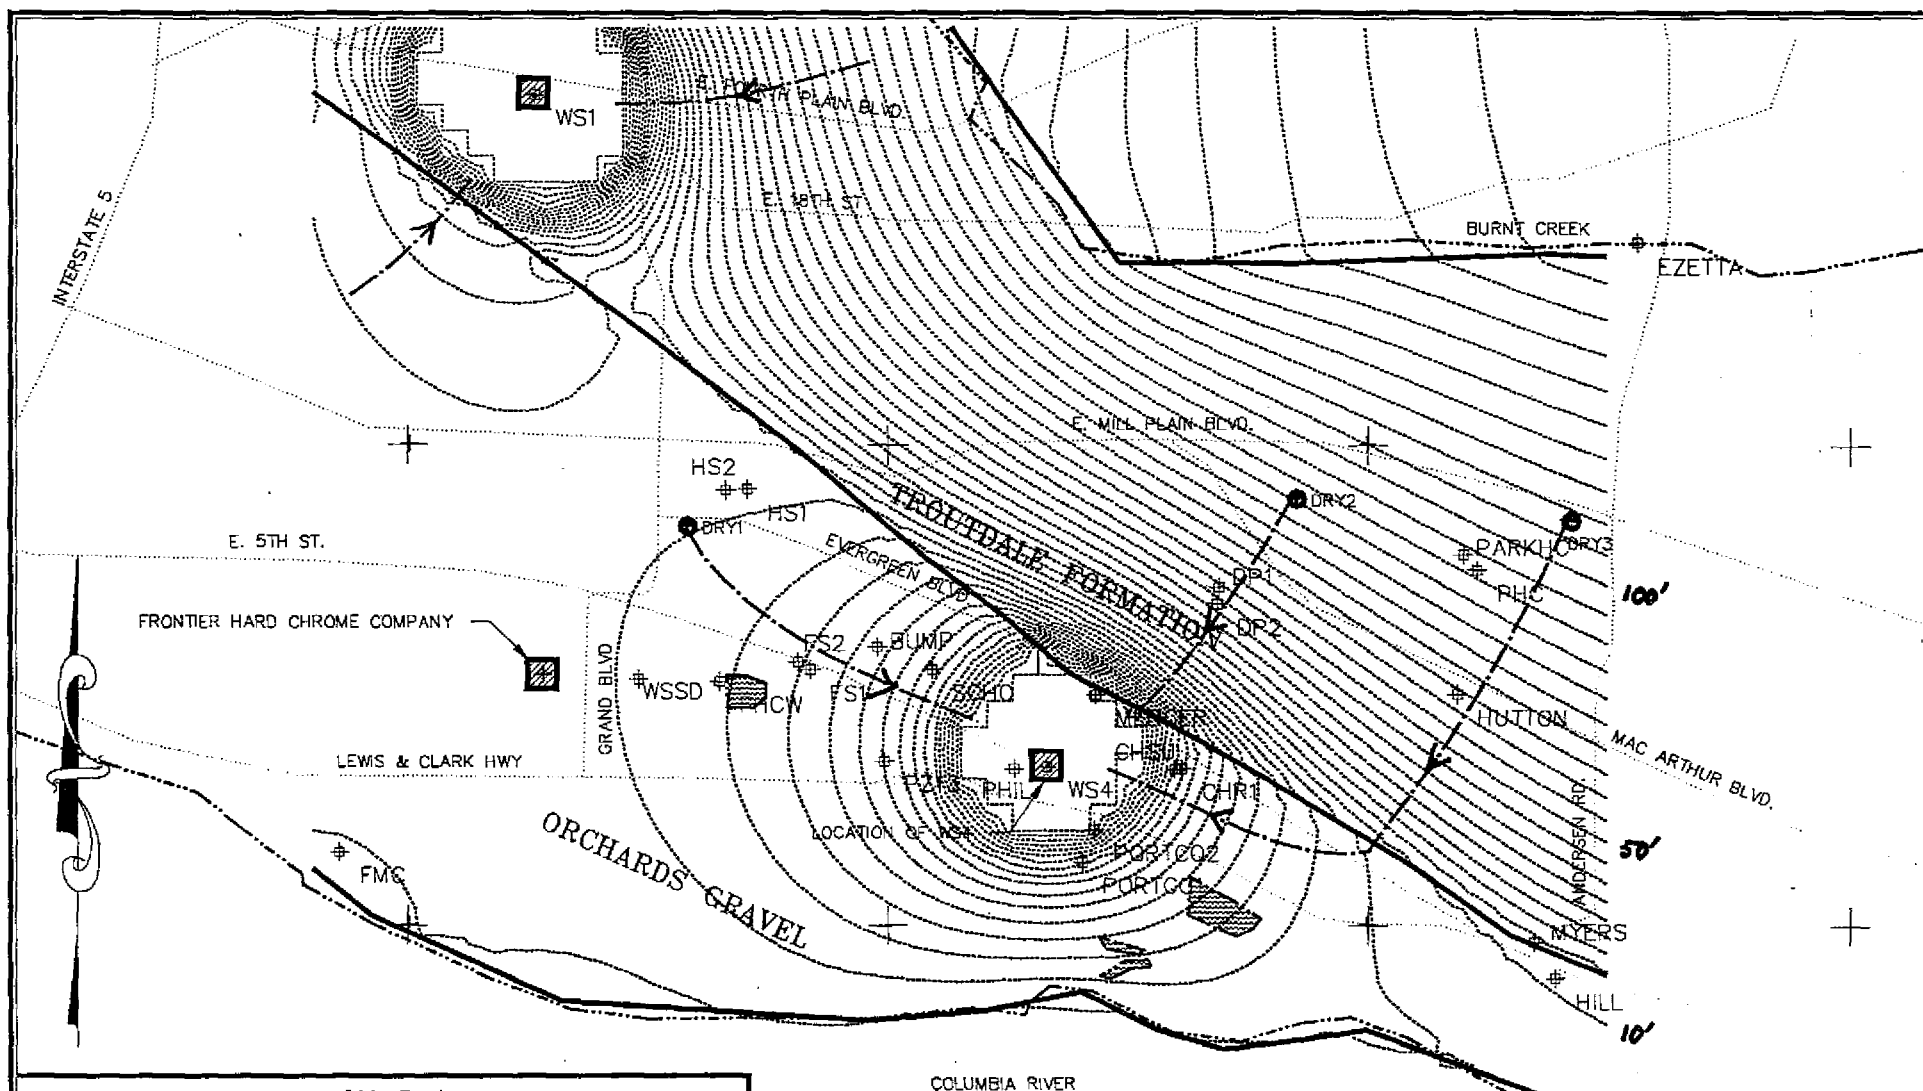 WS1
E. FOURTH PLAIN BLVD.
E. 18TH ST
INTERSTATE 5
BURNT CREEK
EZETTA
E. MILL PLAIN BLVD.
HS2
HS1
DRY1
DRY2
DRY3
TROUTDALE FORMATION
E. 5TH ST.
EVERGREEN BLVD
PARKHC
PHC
DP1
DP2
100'
FRONTIER HARD CHROME COMPANY
GRAND BLVD
FS2
BUMP
WSSD
HCW
FS1
HUTTON
MAC ARTHUR BLVD.
LEWIS & CLARK HWY
PHIL
WS4
CHR1
LOCATION OF WS4
ANDERSEN RD.
50'
ORCHARDS GRAVEL
FMC
PORTCO2
PORTCO
MYERS
HILL
10'
COLUMBIA RIVER